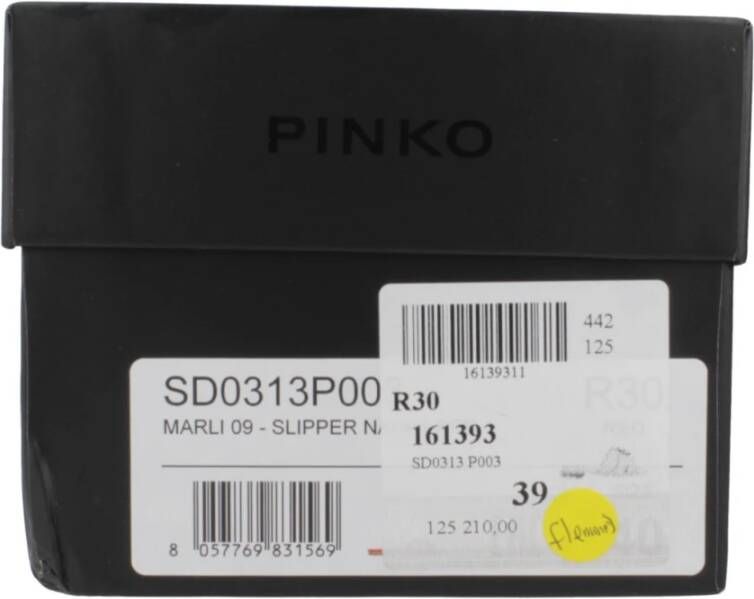 PINKO
442
125
16139311
SD0313P00
R30
R30
MARLI 09 - SLIPPER NA
161393
SD0313 P003
39
125 210,00
8 057769 831569